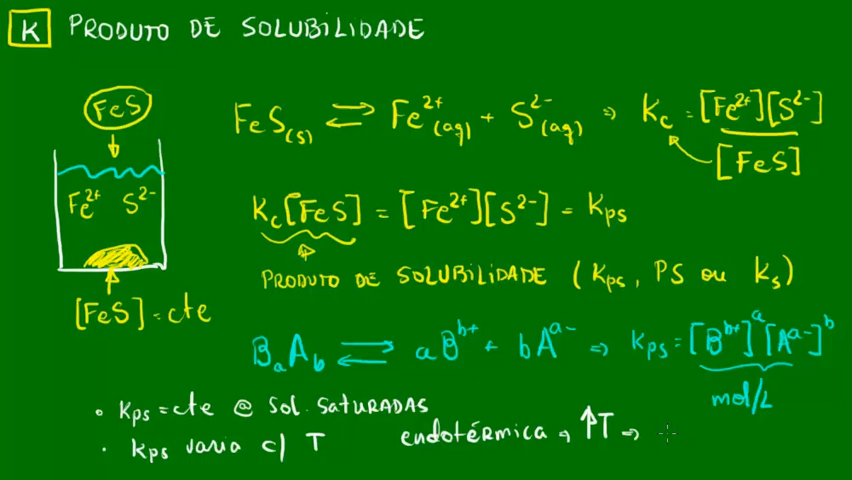 K PRODUTO DE SOLUBILIDADE
FeS
FeS(s) ⇌ Fe²⁺(aq) + S²⁻(aq) ⇒ Kc = [Fe²⁺][S²⁻]
[FeS]
Fe²⁺ S²⁻
Kc[FeS] = [Fe²⁺][S²⁻] = Kps
PRODUTO DE SOLUBILIDADE (Kps, PS ou Ks)
[FeS] = cte
BaAb ⇌ aBᵇ⁺ + bAᵃ⁻ ⇒ Kps = [Bᵇ⁺]ᵃ[Aᵃ⁻]ᵇ
mol/L
• Kps = cte @ sol. SATURADAS
• Kps varia c/ T endotérmica → ↑T ⇒